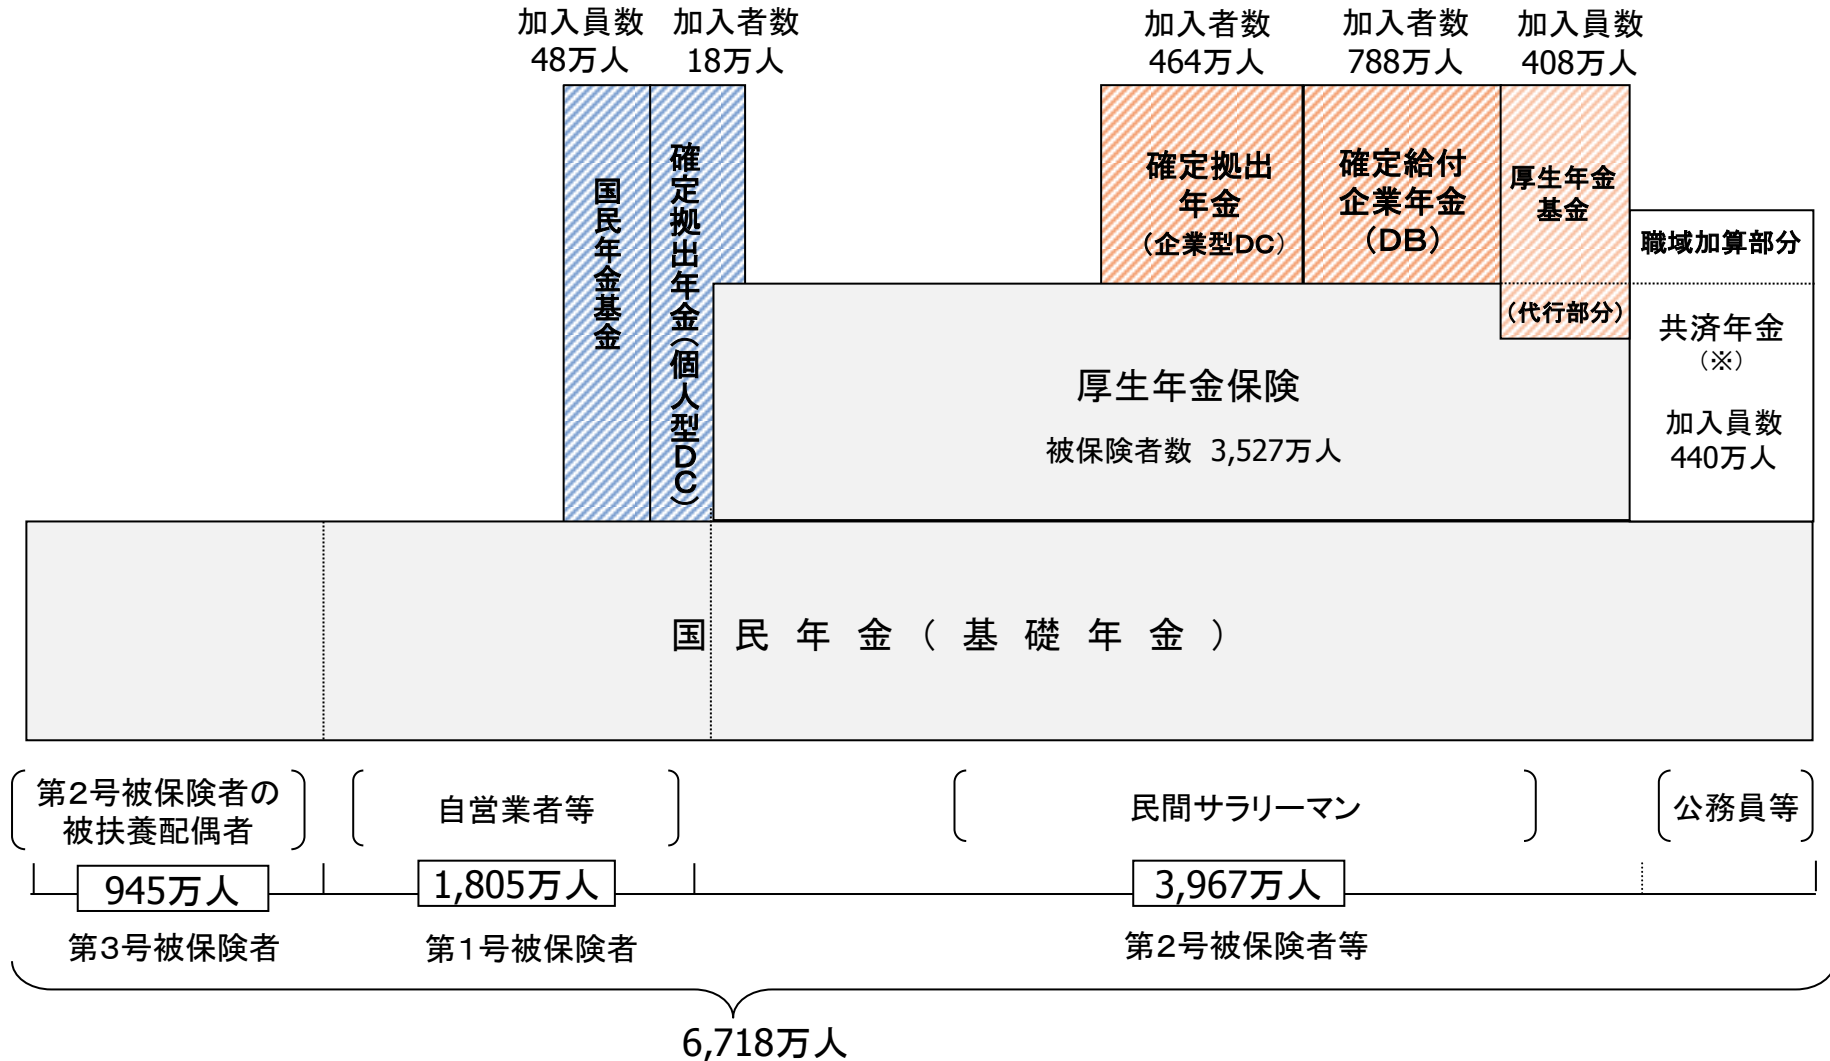 加入員数
48万人
加入者数
18万人
加入者数
464万人
加入者数
788万人
加入員数
408万人
国民年金基金
確定拠出年金(個人型DC)
確定拠出
年金
(企業型DC)
確定給付
企業年金
(DB)
厚生年金
基金
(代行部分)
職域加算部分
共済年金
(※)
加入員数
440万人
厚生年金保険
被保険者数 3,527万人
国民年金(基礎年金)
第2号被保険者の
被扶養配偶者
自営業者等
民間サラリーマン
公務員等
945万人
1,805万人
3,967万人
第3号被保険者
第1号被保険者
第2号被保険者等
6,718万人